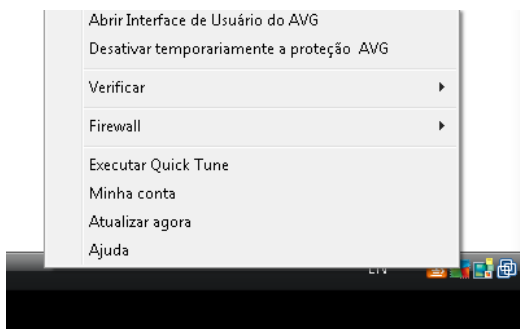 Abrir Interface de Usuário do AVG
Desativar temporariamente a proteção AVG
Verificar
Firewall
Executar Quick Tune
Minha conta
Atualizar agora
Ajuda
EN